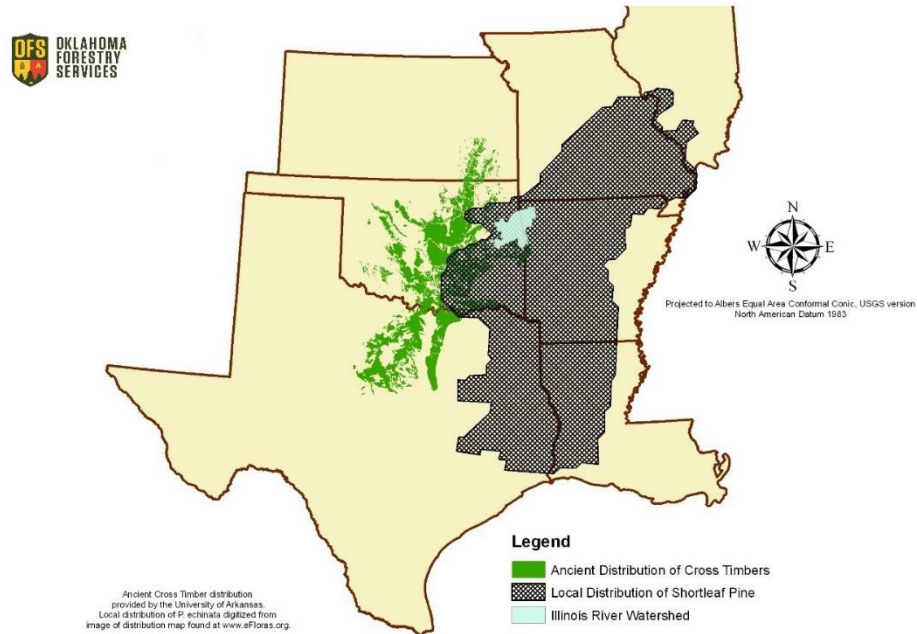 OFS
OKLAHOMA
FORESTRY
SERVICES
N
W
E
S
Projected to Albers Equal Area Conformal Conic, USGS version
North American Datum 1983
Legend
Ancient Distribution of Cross Timbers
Local Distribution of Shortleaf Pine
Illinois River Watershed
Ancient Cross Timber distribution
provided by the University of Arkansas.
Local distribution of P. echinata digitized from
image of distribution map found at www.eFloras.org.